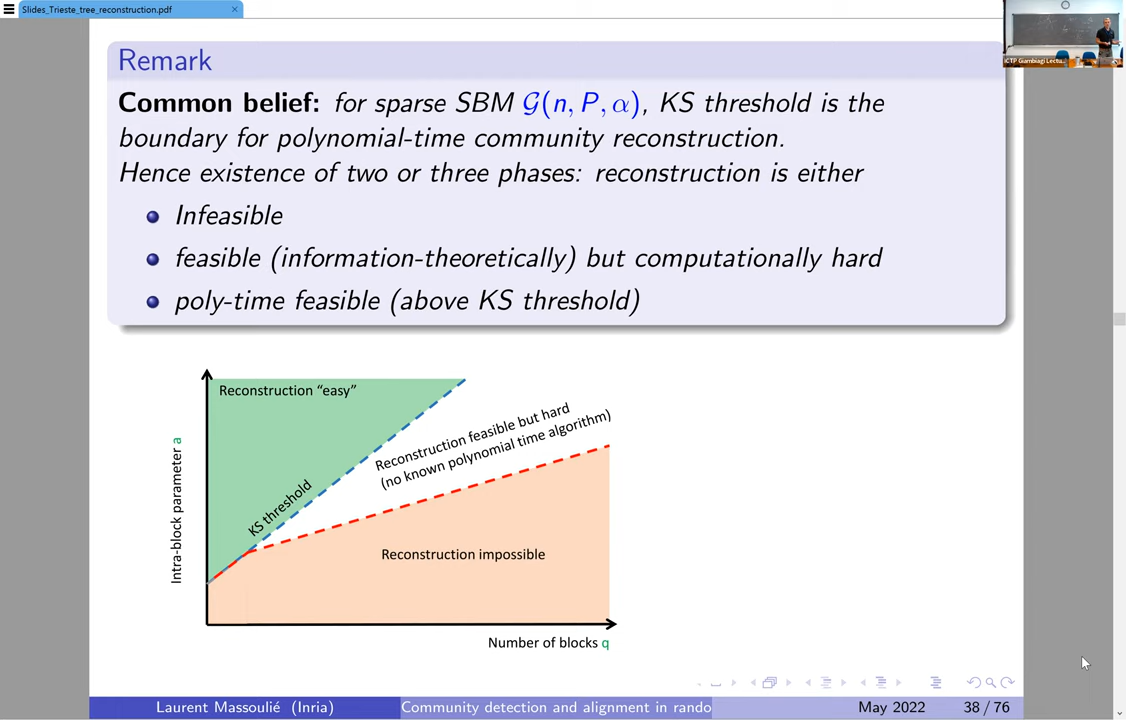 Slides_Trieste_tree_reconstruction.pdf
ICTP Giambiagi Lectu...
Remark
Common belief: for sparse SBM G(n, P, α), KS threshold is the
boundary for polynomial-time community reconstruction.
Hence existence of two or three phases: reconstruction is either
Infeasible
feasible (information-theoretically) but computationally hard
poly-time feasible (above KS threshold)
Reconstruction “easy”
Reconstruction feasible but hard
(no known polynomial time algorithm)
KS threshold
Intra-block parameter a
Reconstruction impossible
Number of blocks q
Laurent Massoulié (Inria)
Community detection and alignment in rando
May 2022
38 / 76